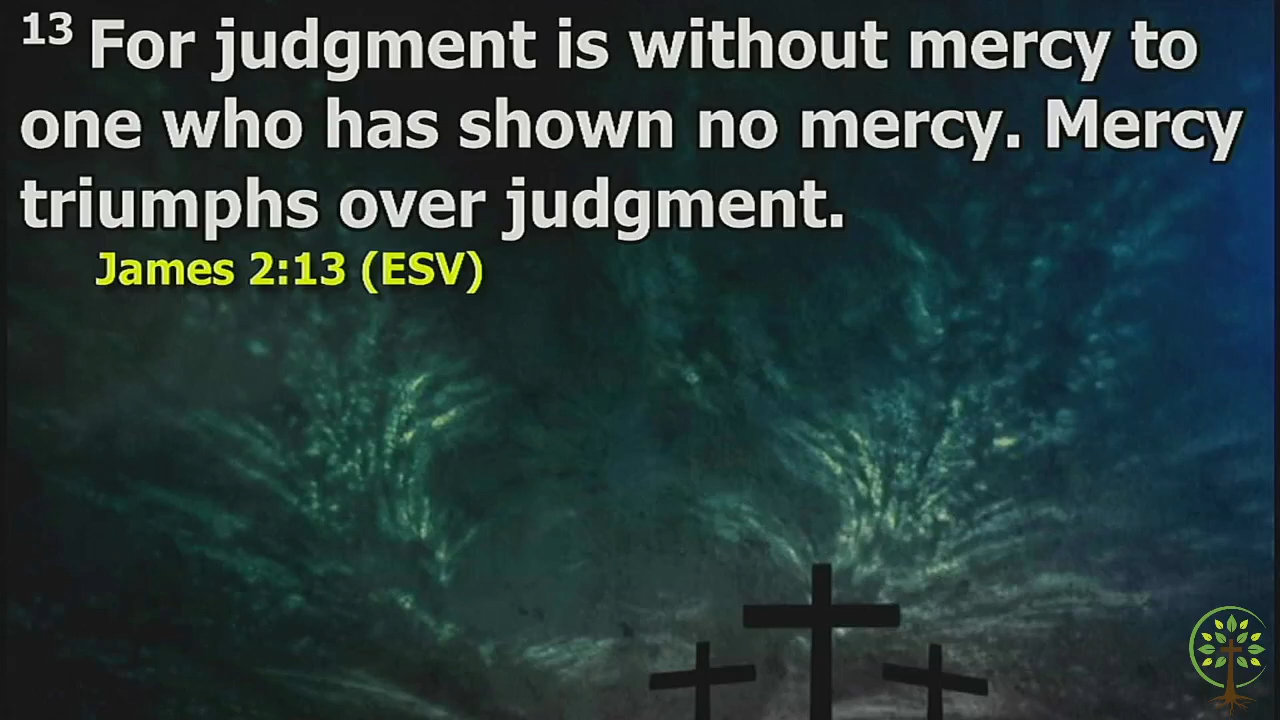 13 For judgment is without mercy to
one who has shown no mercy. Mercy
triumphs over judgment.
James 2:13 (ESV)